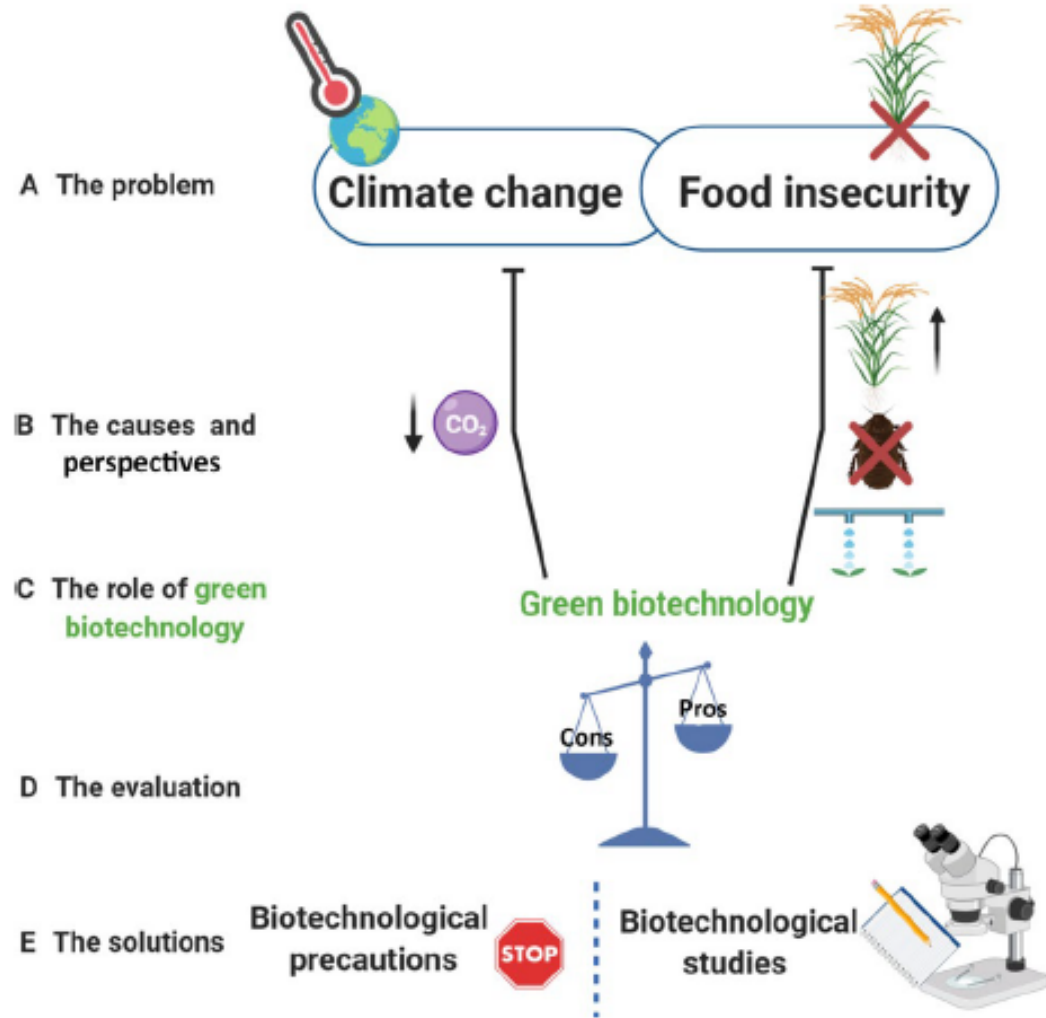 A The problem
Climate change
Food insecurity
B The causes and
perspectives
CO₂
C The role of green
biotechnology
Green biotechnology
Cons
Pros
D The evaluation
E The solutions
Biotechnological
precautions
STOP
Biotechnological
studies